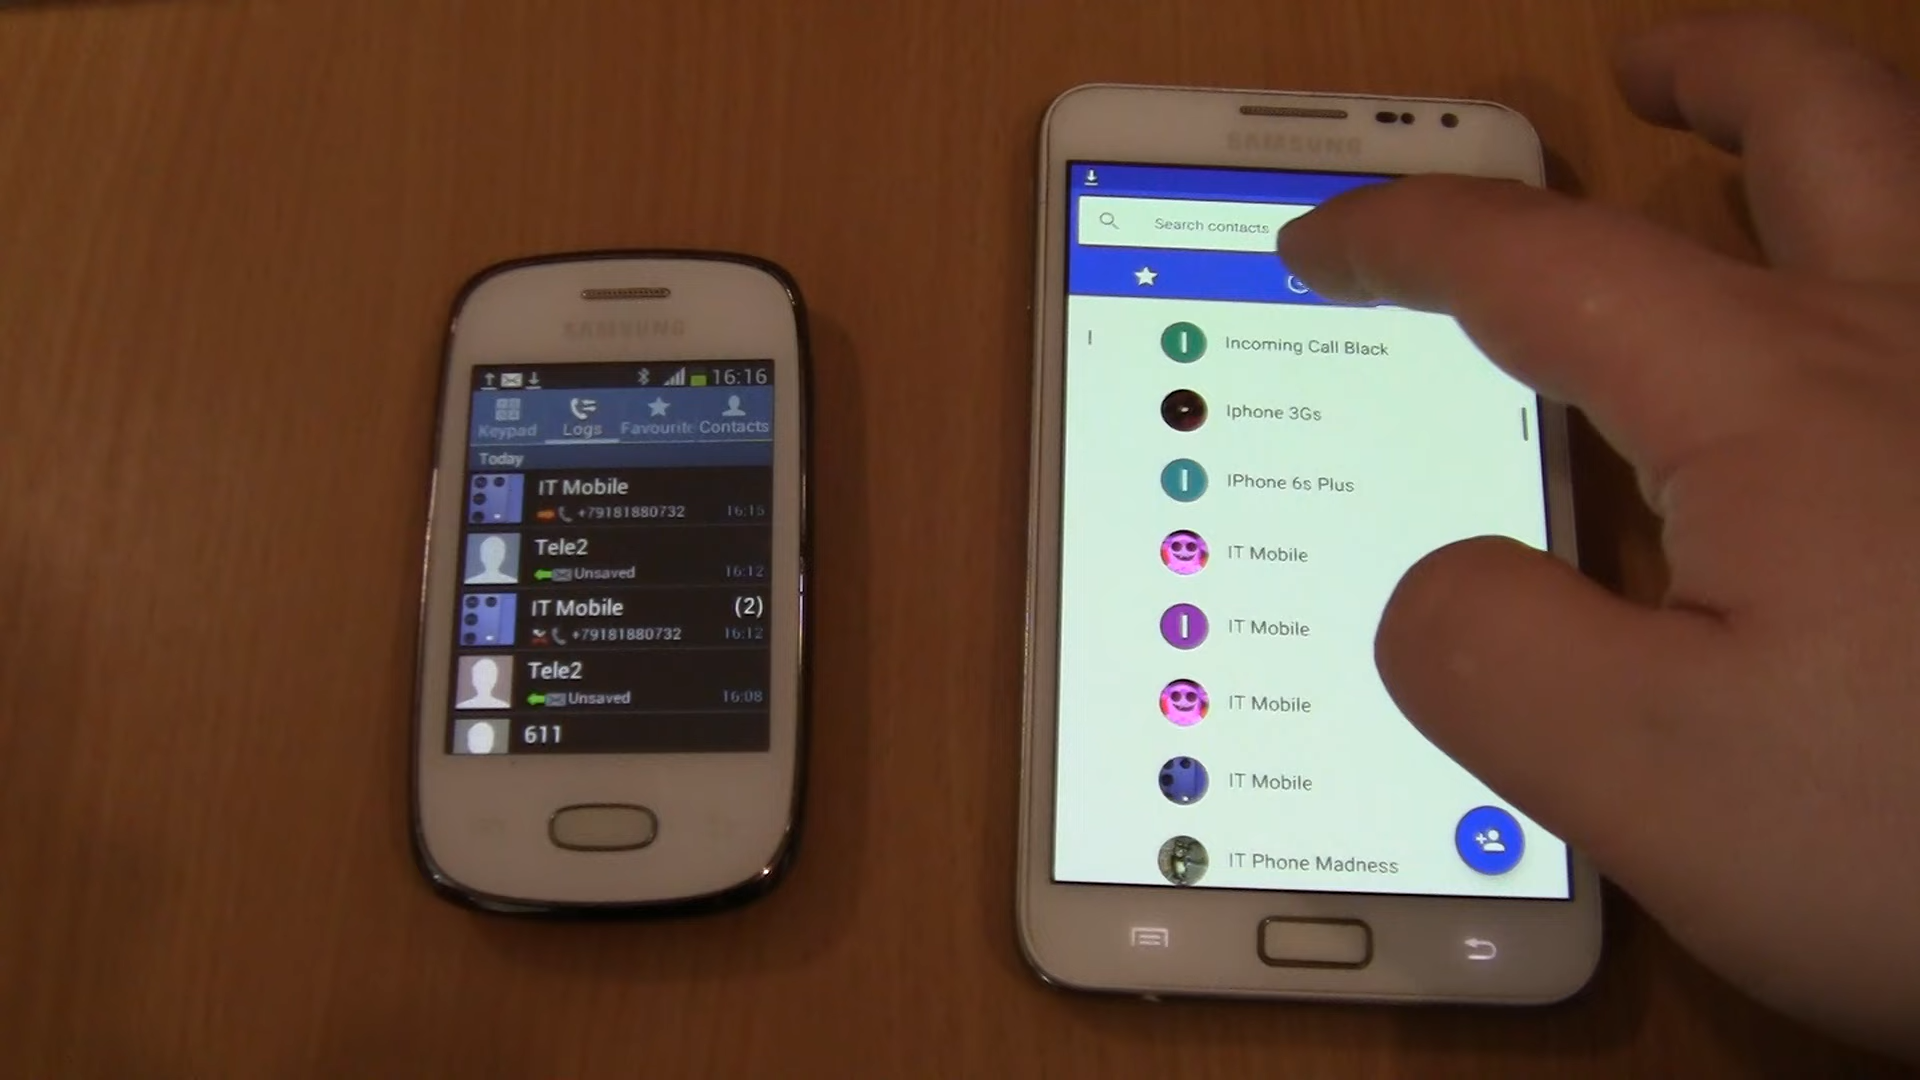 SAMSUNG
16:16
Keypad
Logs
Favourite
Contacts
Today
IT Mobile
+79181880732
16:15
Tele2
Unsaved
16:12
IT Mobile
(2)
+79181880732
16:12
Tele2
Unsaved
16:08
611
SAMSUNG
Search contacts
I
I
Incoming Call Black
Iphone 3Gs
I
IPhone 6s Plus
IT Mobile
I
IT Mobile
IT Mobile
IT Mobile
IT Phone Madness